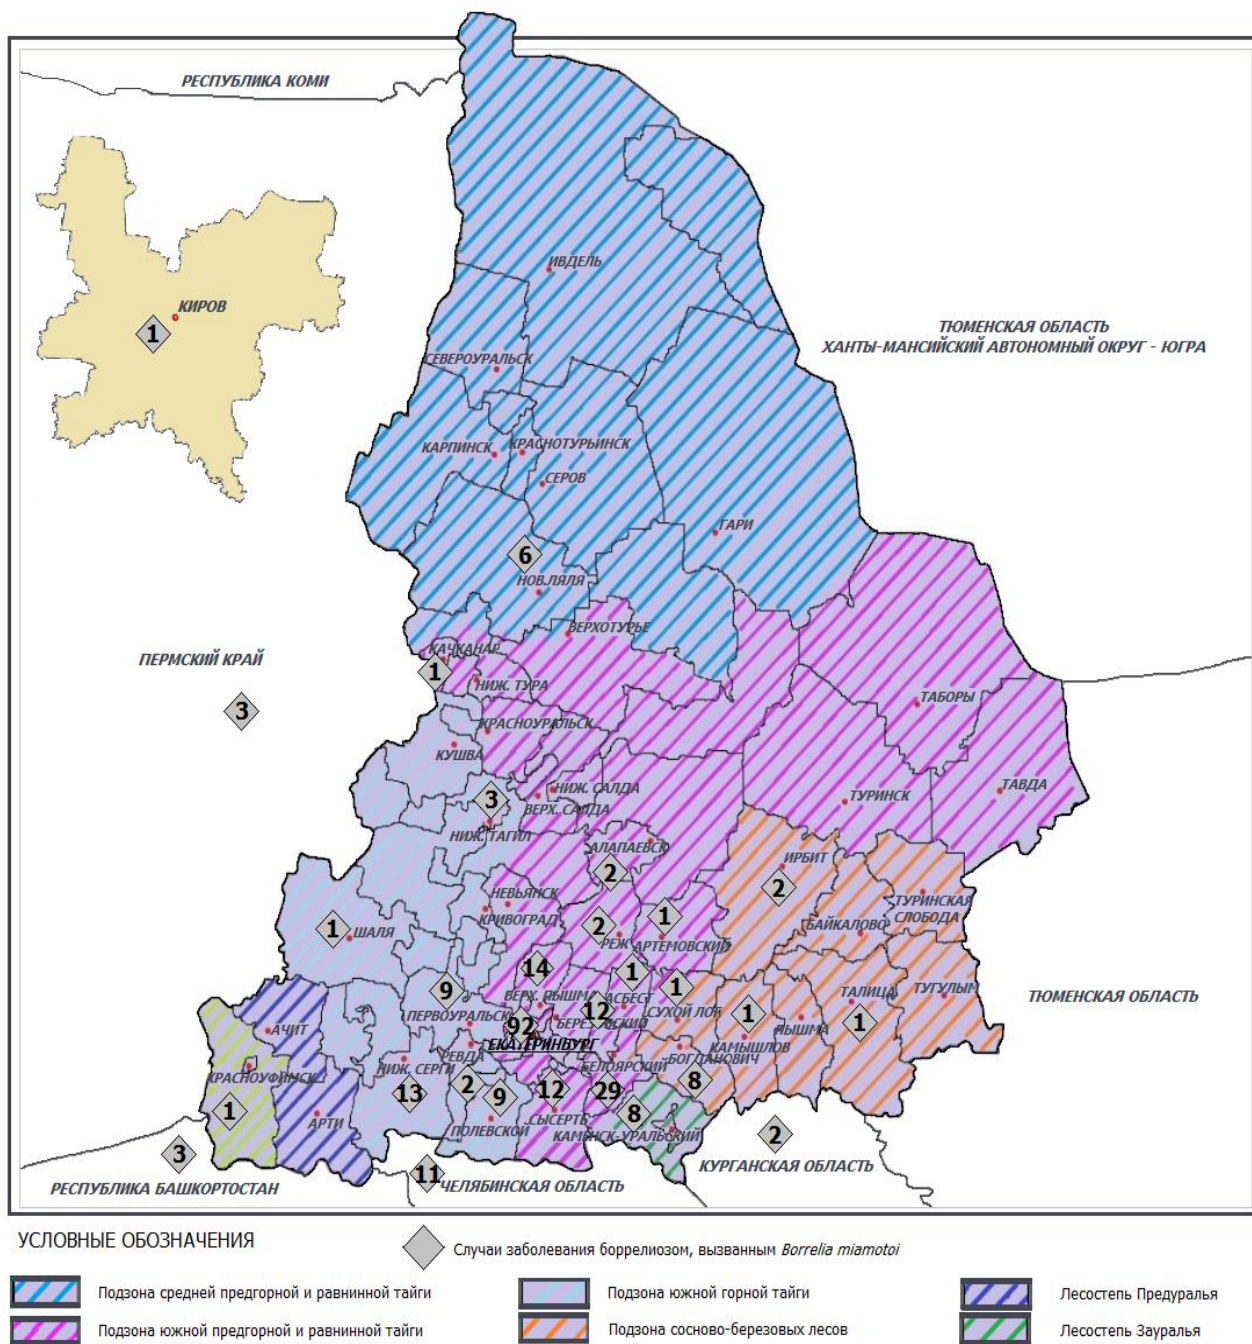 РЕСПУБЛИКА КОМИ
ИВДЕЛЬ
КИРОВ
1
ТЮМЕНСКАЯ ОБЛАСТЬ
ХАНТЫ-МАНСИЙСКИЙ АВТОНОМНЫЙ ОКРУГ - ЮГРА
СЕВЕРОУРАЛЬСК
КАРПИНСК
КРАСНОТУРЬИНСК
СЕРОВ
ГАРИ
6
НОВ.ЛЯЛЯ
ВЕРХОТУРЬЕ
ПЕРМСКИЙ КРАЙ
3
КАЧКАНАР
1
НИЖ. ТУРА
ТАБОРЫ
КРАСНОУРАЛЬСК
КУШВА
ТАВДА
НИЖ. САЛДА
3
ВЕРХ. САЛДА
ТУРИНСК
НИЖ. ТАГИЛ
АЛАПАЕВСК
2
ИРБИТ
2
НЕВЬЯНСК
КРИВОГРАД
ТУРИНСКАЯ
СЛОБОДА
1
ШАЛЯ
2
РЕЖ
1
АРТЕМОВСКИЙ
БАЙКАЛОВО
14
1
9
1
ВЕРХ. ПЫШМА
АСБЕСТ
ТАЛИЦА
ТУГУЛЫМ
ТЮМЕНСКАЯ ОБЛАСТЬ
ПЕРВОУРАЛЬСК
92
БЕРЕЗОВСКИЙ
12
СУХОЙ ЛОГ
1
ПЫШМА
1
АЧИТ
ЕКАТЕРИНБУРГ
КАМЫШЛОВ
РЕВДА
БЕЛОЯРСКИЙ
БОГДАНОВИЧ
КРАСНОУФИМСК
НИЖ. СЕРГИ
13
2
9
12
29
8
1
АРТИ
ПОЛЕВСКОЙ
СЫСЕРТЬ
8
КАМЕНСК-УРАЛЬСКИЙ
2
3
КУРГАНСКАЯ ОБЛАСТЬ
РЕСПУБЛИКА БАШКОРТОСТАН
11
ЧЕЛЯБИНСКАЯ ОБЛАСТЬ
УСЛОВНЫЕ ОБОЗНАЧЕНИЯ
Случаи заболевания боррелиозом, вызванным Borrelia miamotoi
Подзона средней предгорной и равнинной тайги
Подзона южной горной тайги
Лесостепь Предуралья
Подзона южной предгорной и равнинной тайги
Подзона сосново-березовых лесов
Лесостепь Зауралья